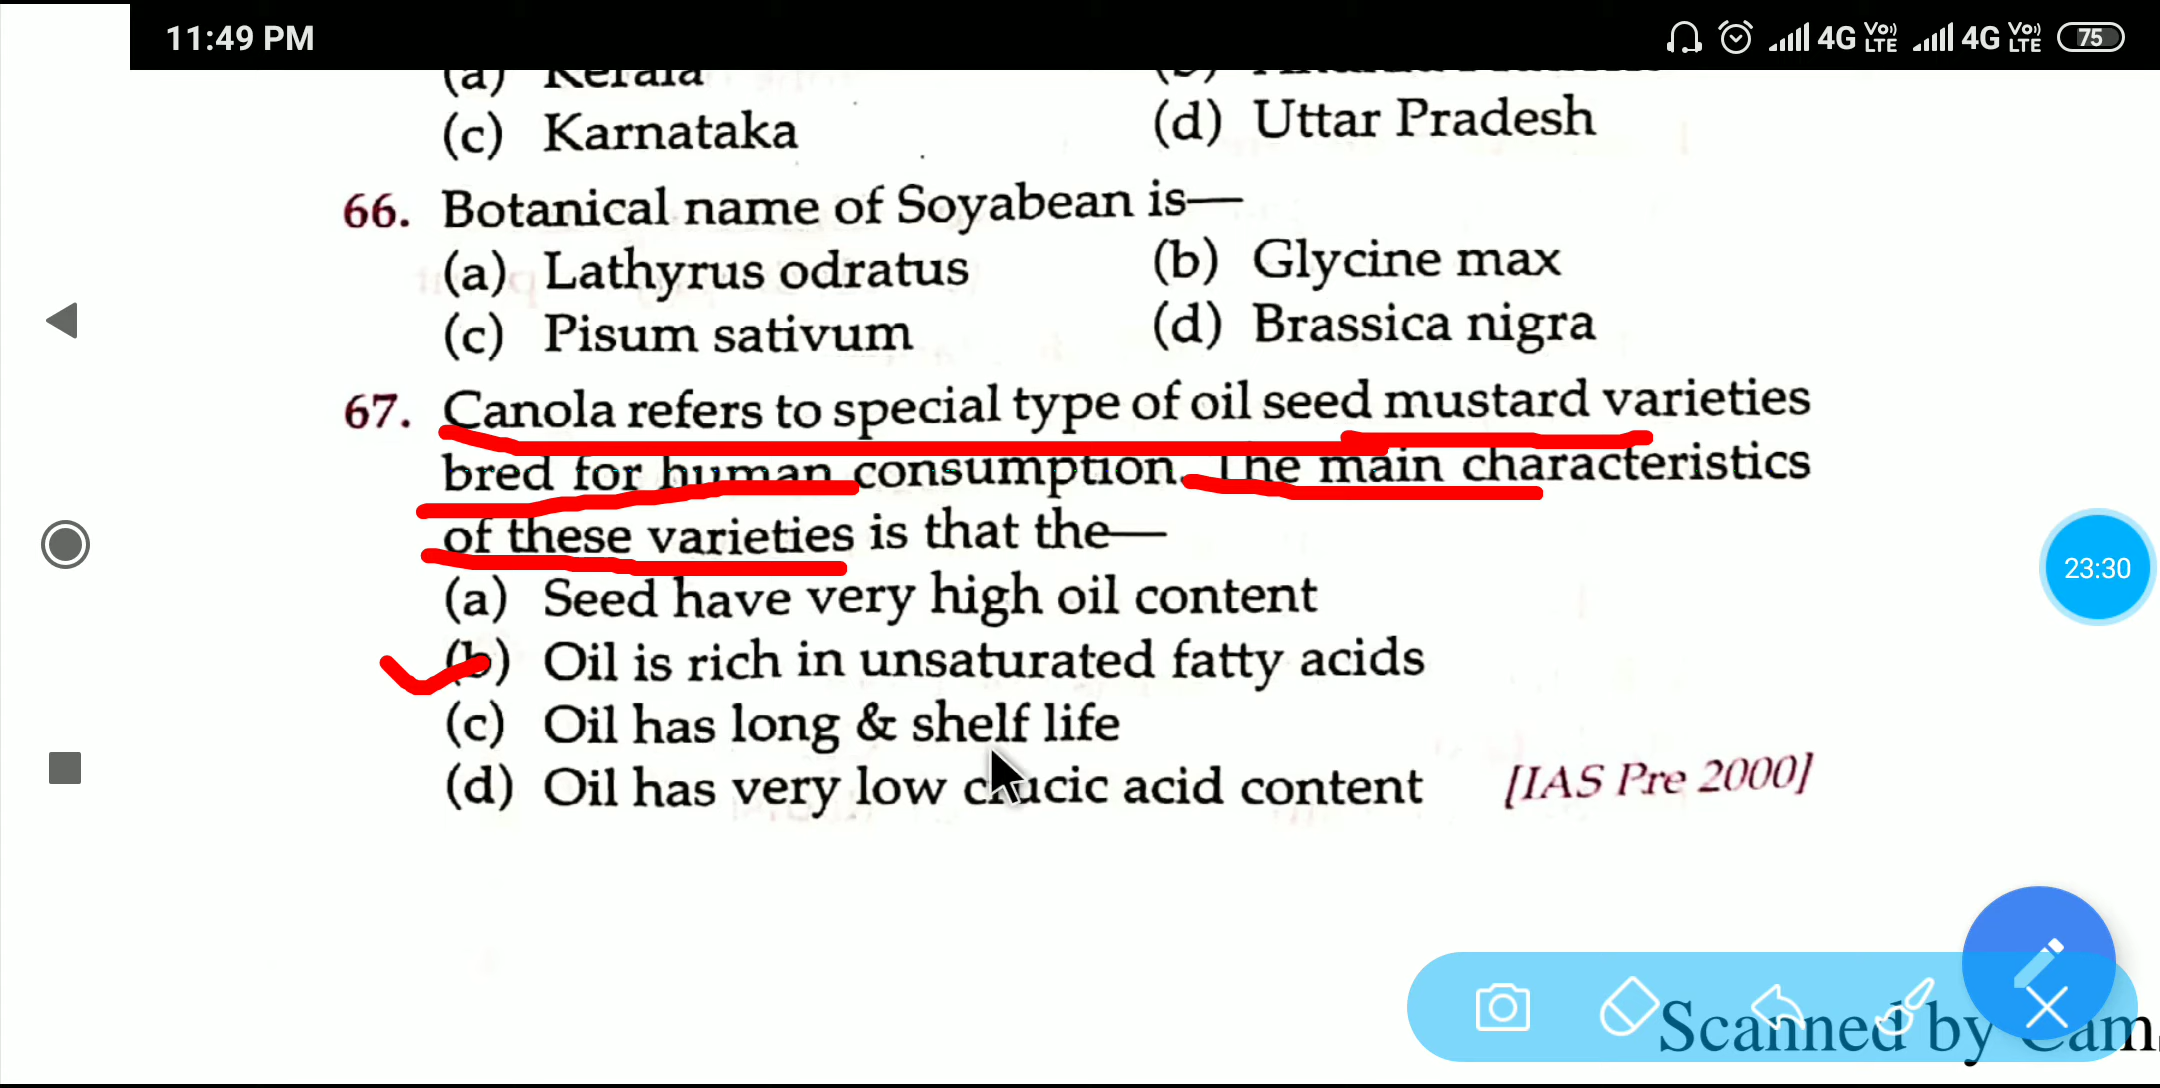 11:49 PM 4G VoLTE 4G VoLTE 75
(a) Kerala
(c) Karnataka (d) Uttar Pradesh
66. Botanical name of Soyabean is—
(a) Lathyrus odratus (b) Glycine max
(c) Pisum sativum (d) Brassica nigra
67. Canola refers to special type of oil seed mustard varieties
bred for human consumption. The main characteristics
of these varieties is that the—
23:30
(a) Seed have very high oil content
(b) Oil is rich in unsaturated fatty acids
(c) Oil has long & shelf life
(d) Oil has very low acid content [IAS Pre 2000]
Scanned by Cam